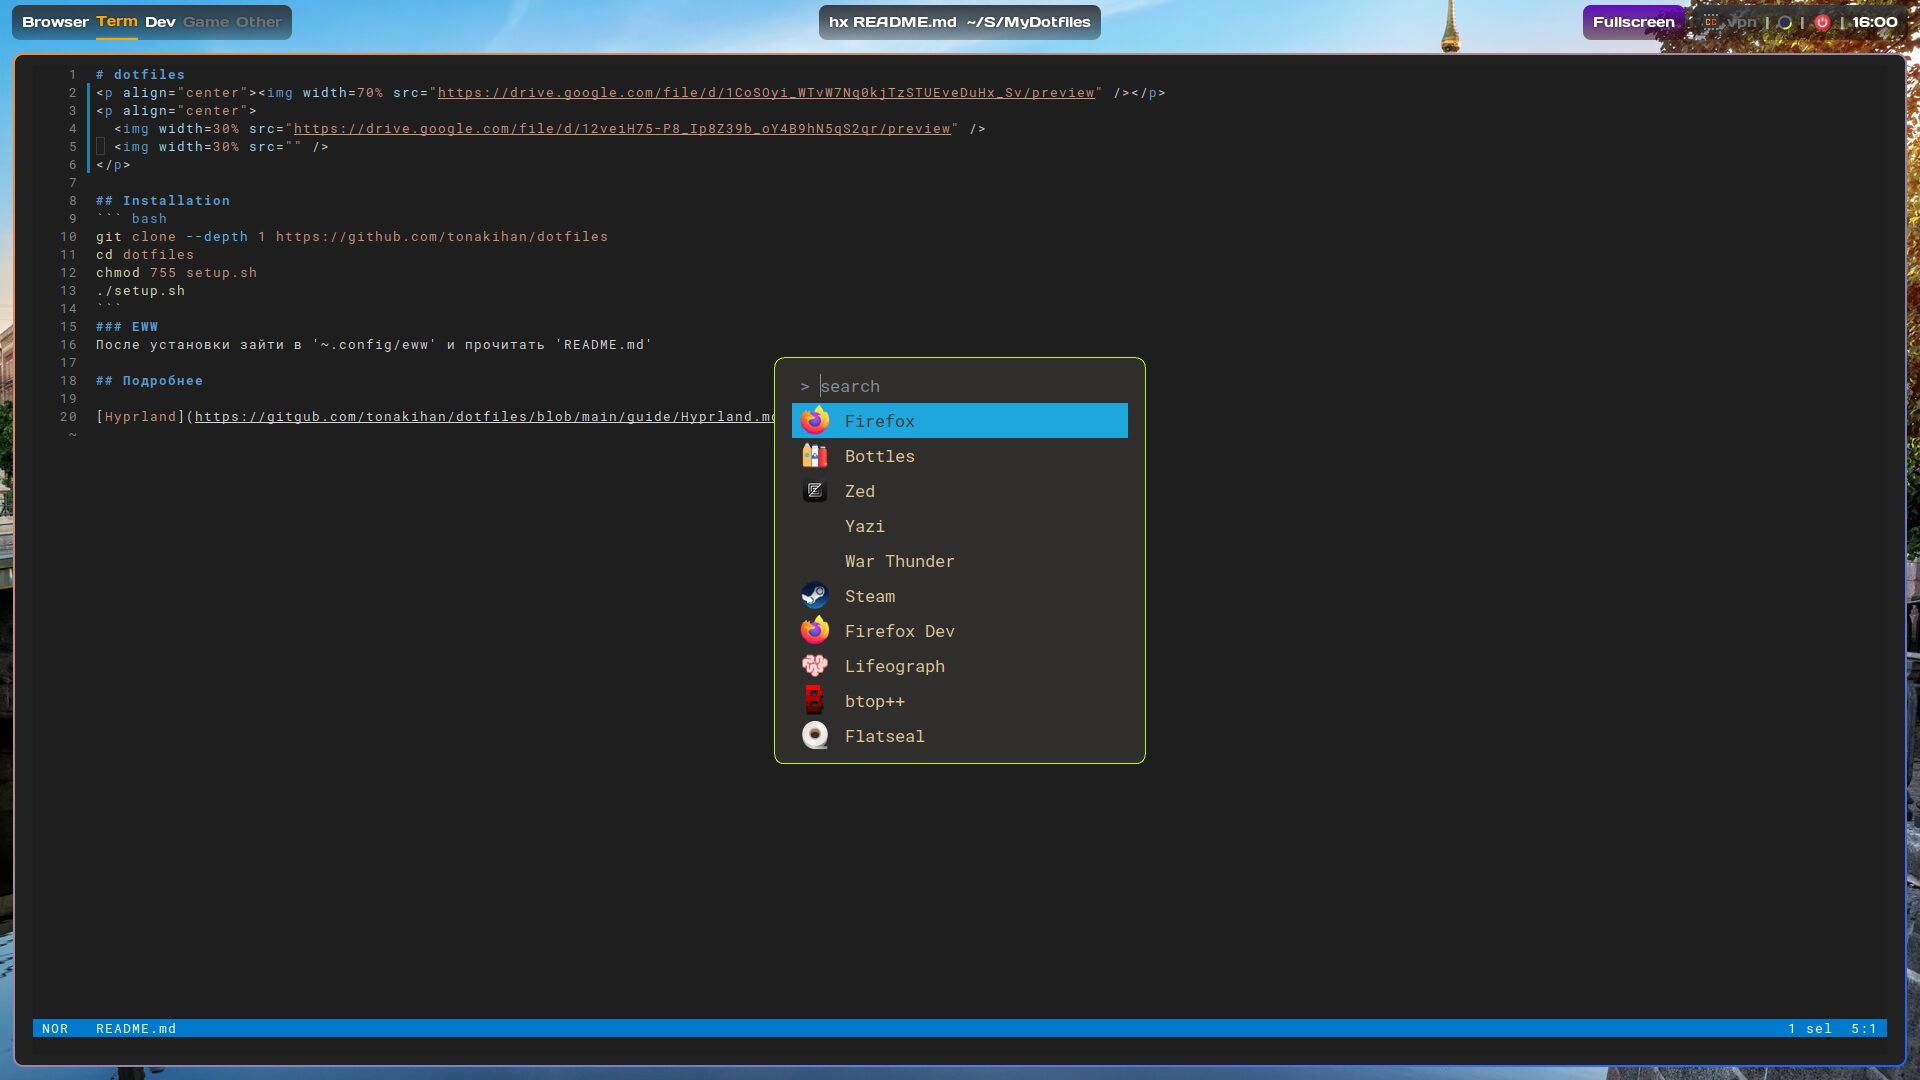 Browser Term Dev Game Other
hx README.md ~/S/MyDotfiles
Fullscreen
vpn | | | 16:00
1 # dotfiles
2 <p align="center"><img width=70% src="https://drive.google.com/file/d/1CoSOyi_WTvW7Nq0kjTzSTUEveDuHx_Sv/preview" /></p>
3 <p align="center">
4 <img width=30% src="https://drive.google.com/file/d/12veiH75-P8_Ip8Z39b_oY4B9hN5qS2qr/preview" />
5 <img width=30% src="" />
6 </p>
7
8 ## Installation
9 ``` bash
10 git clone --depth 1 https://github.com/tonakihan/dotfiles
11 cd dotfiles
12 chmod 755 setup.sh
13 ./setup.sh
14 ```
15 ### EWW
16 После установки зайти в '~.config/eww' и прочитать 'README.md'
17
18 ## Подробнее
19
20 [Hyprland](https://gitgub.com/tonakihan/dotfiles/blob/main/guide/Hyprland.md
~
> search
Firefox
Bottles
Zed
Yazi
War Thunder
Steam
Firefox Dev
Lifeograph
btop++
Flatseal
NOR README.md 1 sel 5:1